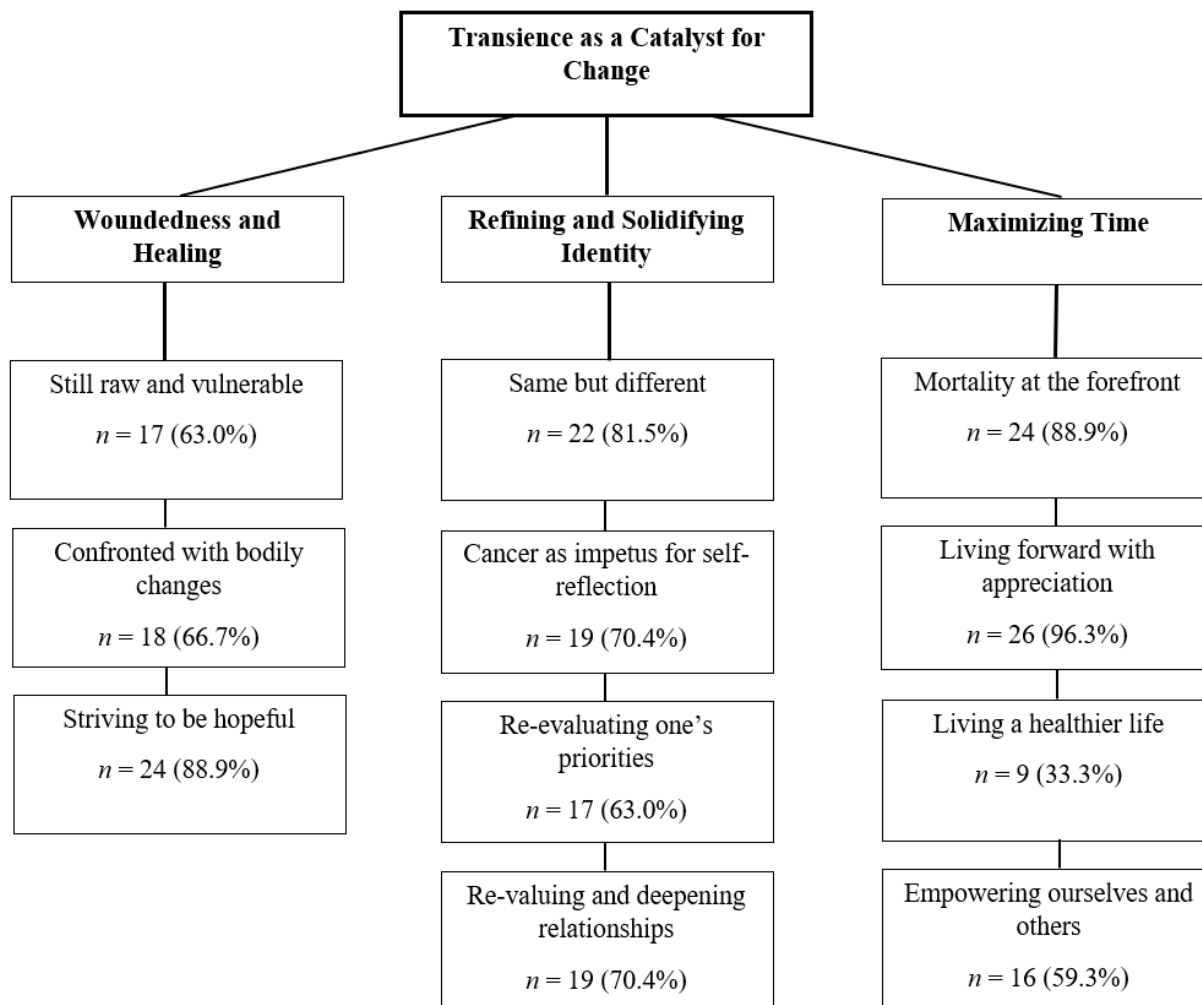 Transience as a Catalyst for
Change
Woundedness and
Healing
Still raw and vulnerable
n = 17 (63.0%)
Confronted with bodily
changes
n = 18 (66.7%)
Striving to be hopeful
n = 24 (88.9%)
Refining and Solidifying
Identity
Same but different
n = 22 (81.5%)
Cancer as impetus for self-
reflection
n = 19 (70.4%)
Re-evaluating one’s
priorities
n = 17 (63.0%)
Re-valuing and deepening
relationships
n = 19 (70.4%)
Maximizing Time
Mortality at the forefront
n = 24 (88.9%)
Living forward with
appreciation
n = 26 (96.3%)
Living a healthier life
n = 9 (33.3%)
Empowering ourselves and
others
n = 16 (59.3%)